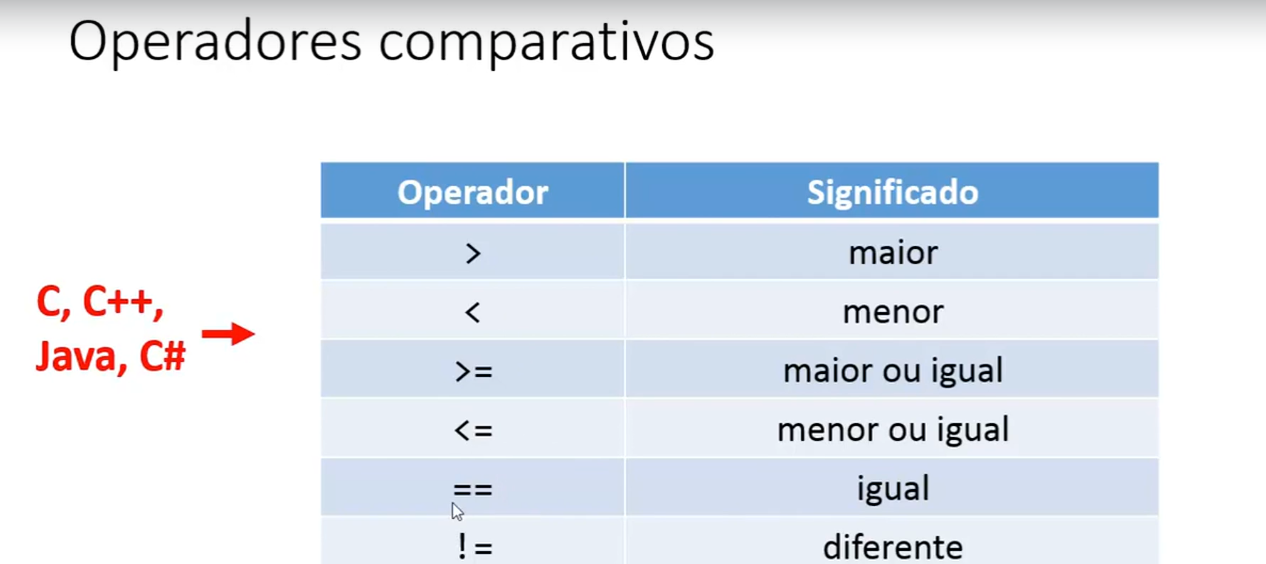 Operadores comparativos
Operador Significado
> maior
< menor
C, C++,
Java, C#
>= maior ou igual
<= menor ou igual
== igual
!= diferente